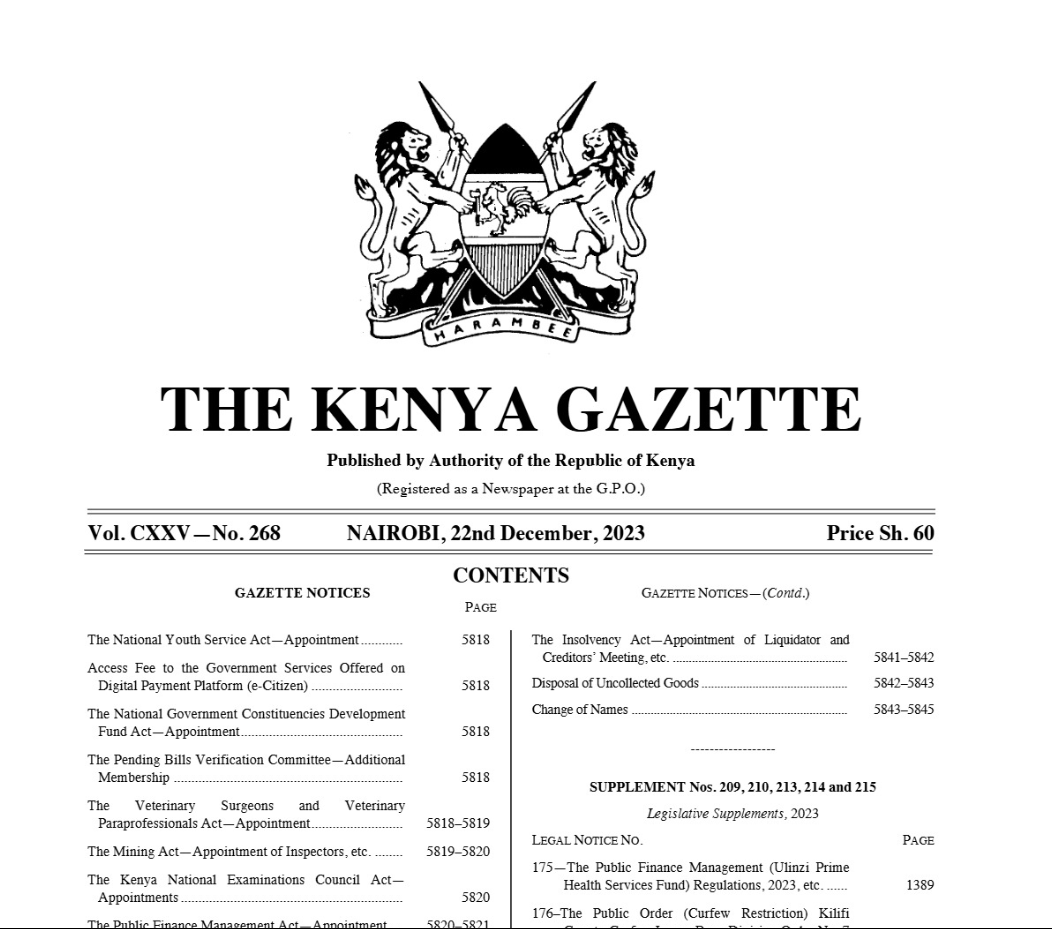 HARAMBEE
THE KENYA GAZETTE
Published by Authority of the Republic of Kenya
(Registered as a Newspaper at the G.P.O.)
Vol. CXXV—No. 268 NAIROBI, 22nd December, 2023 Price Sh. 60
CONTENTS
GAZETTE NOTICES
PAGE
The National Youth Service Act—Appointment............ 5818
Access Fee to the Government Services Offered on
Digital Payment Platform (e-Citizen) ........................... 5818
The National Government Constituencies Development
Fund Act—Appointment................................................ 5818
The Pending Bills Verification Committee—Additional
Membership .................................................................... 5818
The Veterinary Surgeons and Veterinary
Paraprofessionals Act—Appointment........................... 5818–5819
The Mining Act—Appointment of Inspectors, etc. ........ 5819–5820
The Kenya National Examinations Council Act—
Appointments .................................................................. 5820
The Public Finance Management Act—Appointment 5820–5821
GAZETTE NOTICES—(Contd.)
The Insolvency Act—Appointment of Liquidator and
Creditors’ Meeting, etc. .................................................... 5841–5842
Disposal of Uncollected Goods ........................................... 5842–5843
Change of Names ................................................................ 5843–5845
------------------
SUPPLEMENT Nos. 209, 210, 213, 214 and 215
Legislative Supplements, 2023
LEGAL NOTICE NO. PAGE
175—The Public Finance Management (Ulinzi Prime
Health Services Fund) Regulations, 2023, etc. ...... 1389
176–The Public Order (Curfew Restriction) Kilifi